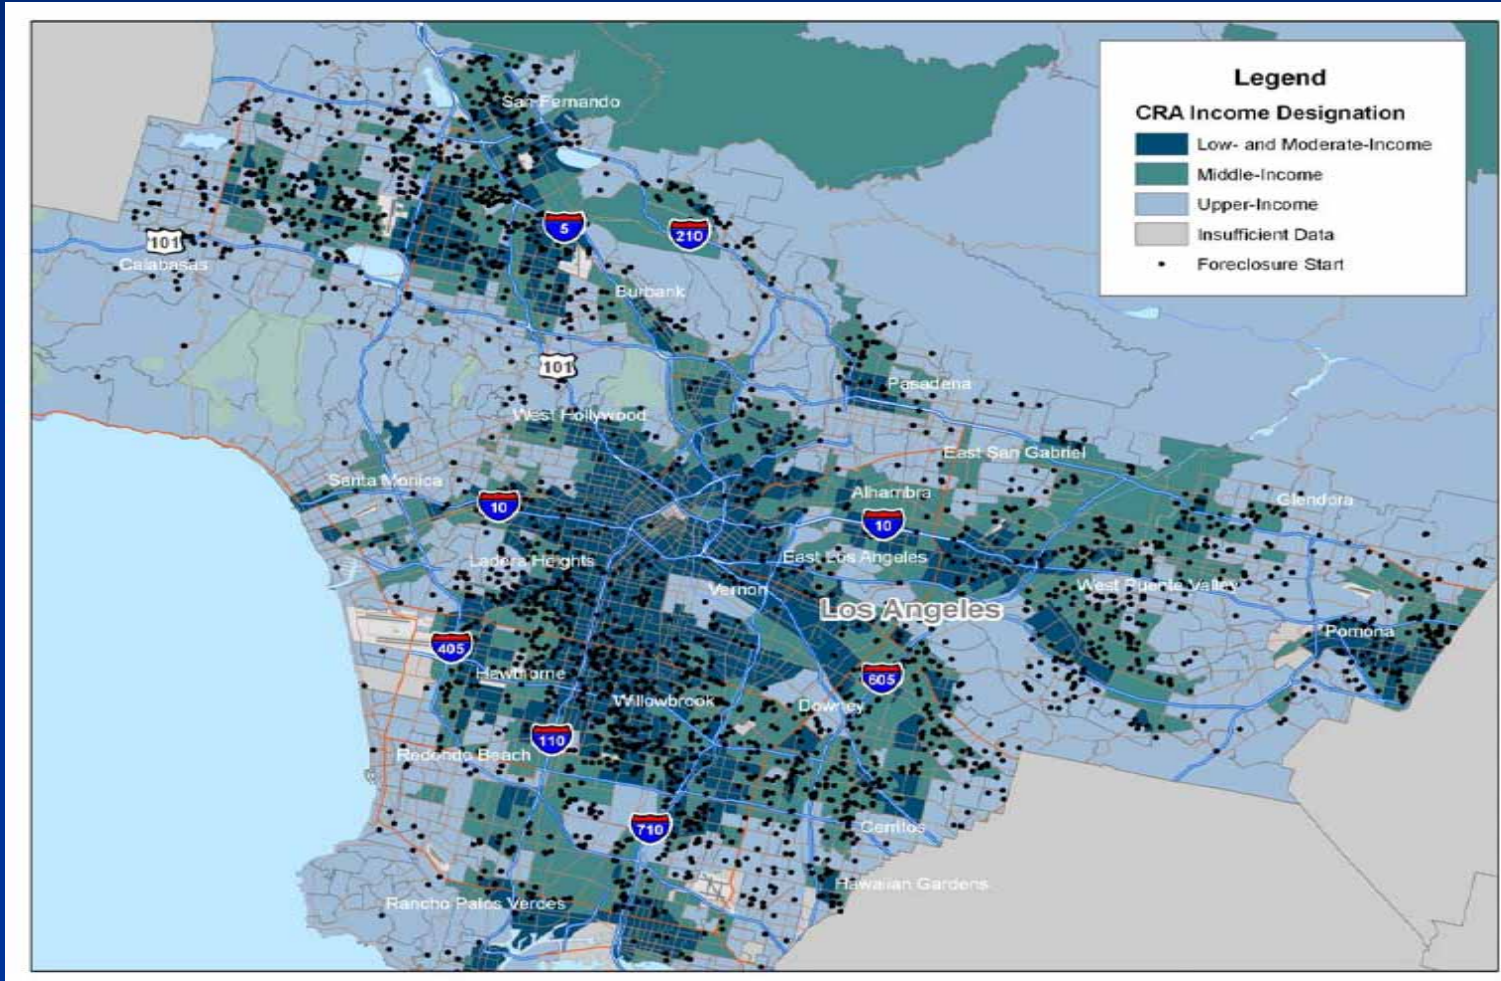 Legend
CRA Income Designation
Low- and Moderate-Income
Middle-Income
Upper-Income
Insufficient Data
Foreclosure Start
San Fernando
5
210
101
Calabasas
Burbank
101
Pasadena
West Hollywood
East San Gabriel
Santa Monica
Alhambra
Glendora
10
10
Ladera Heights
East Los Angeles
Vernon
West Puente Valley
Los Angeles
Pomona
405
Hawthorne
605
Willowbrook
Downey
110
Redondo Beach
710
Cerritos
Hawaiian Gardens
Rancho Palos Verdes